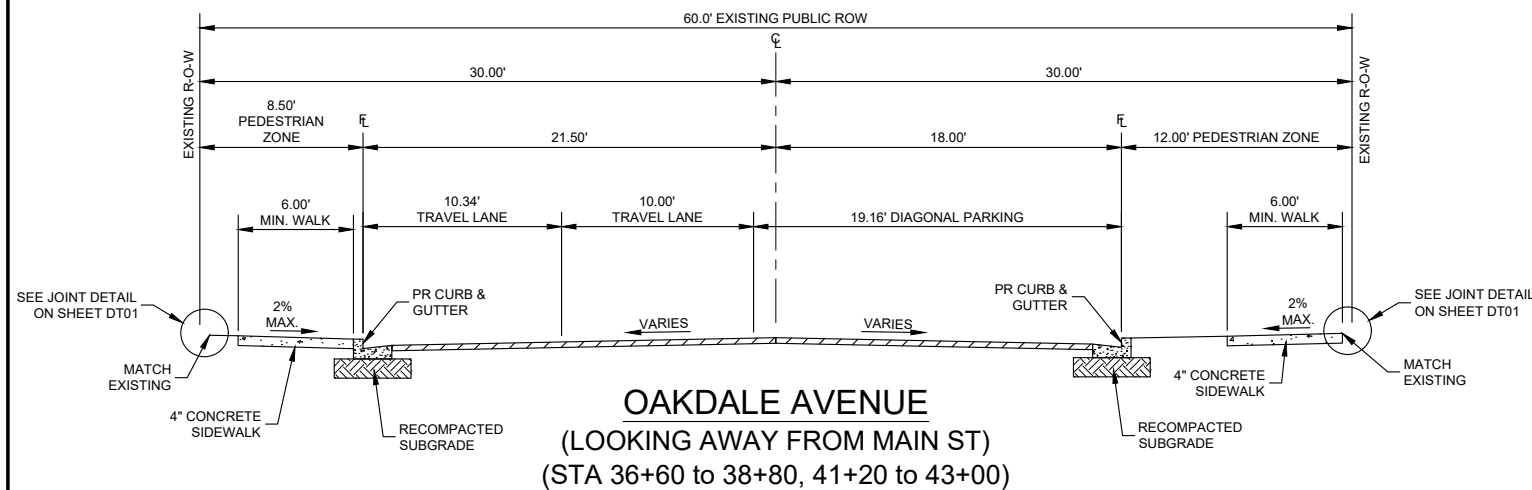 60.0' EXISTING PUBLIC ROW
℄
30.00'
30.00'
EXISTING R-O-W
EXISTING R-O-W
8.50'
PEDESTRIAN
ZONE
FL
21.50'
18.00'
FL
12.00' PEDESTRIAN ZONE
6.00'
MIN. WALK
10.34'
TRAVEL LANE
10.00'
TRAVEL LANE
19.16' DIAGONAL PARKING
6.00'
MIN. WALK
SEE JOINT DETAIL
ON SHEET DT01
2%
MAX.
PR CURB &
GUTTER
VARIES
VARIES
PR CURB &
GUTTER
2%
MAX.
SEE JOINT DETAIL
ON SHEET DT01
MATCH
EXISTING
4" CONCRETE
SIDEWALK
RECOMPACTED
SUBGRADE
RECOMPACTED
SUBGRADE
4" CONCRETE
SIDEWALK
MATCH
EXISTING
OAKDALE AVENUE
(LOOKING AWAY FROM MAIN ST)
(STA 36+60 to 38+80, 41+20 to 43+00)